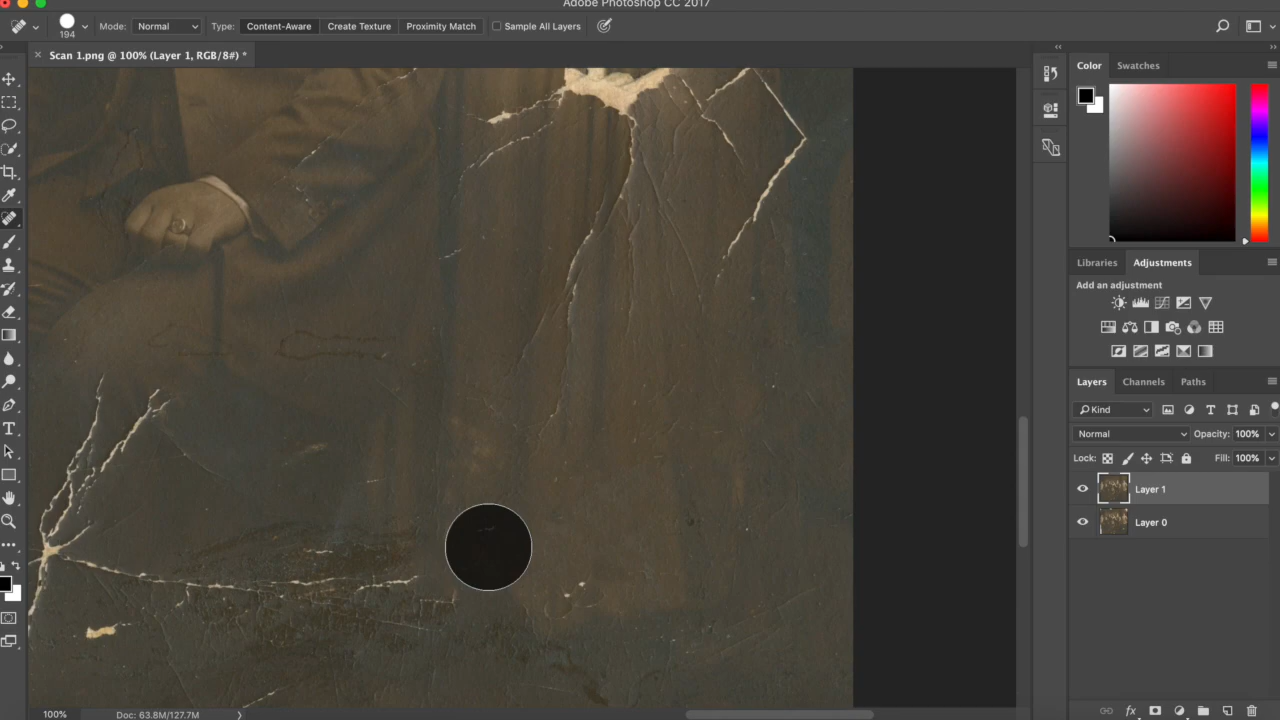 Adobe Photoshop CC 2017
194
Mode: Normal
Type: Content-Aware Create Texture Proximity Match
Sample All Layers
Scan 1.png @ 100% (Layer 1, RGB/8#) *
Color Swatches
Libraries Adjustments
Add an adjustment
Layers Channels Paths
Kind
Normal Opacity: 100%
Lock: Fill: 100%
Layer 1
Layer 0
100% Doc: 63.8M/127.7M